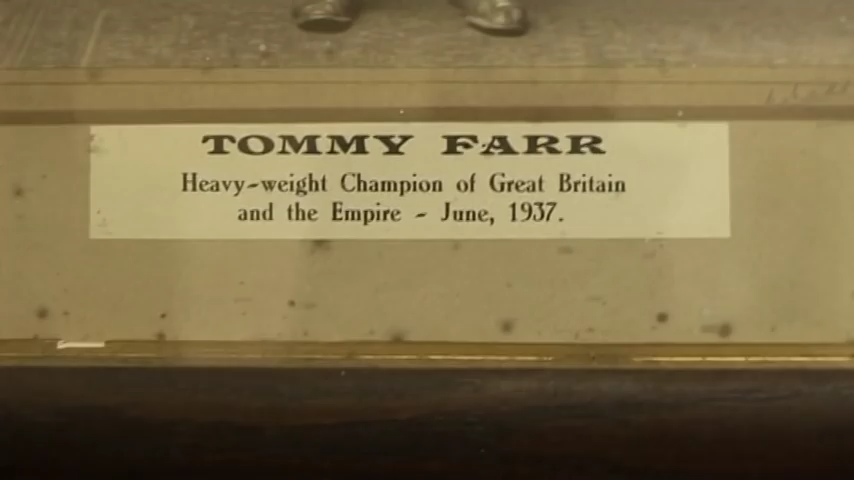 TOMMY FARR
Heavy-weight Champion of Great Britain
and the Empire - June, 1937.